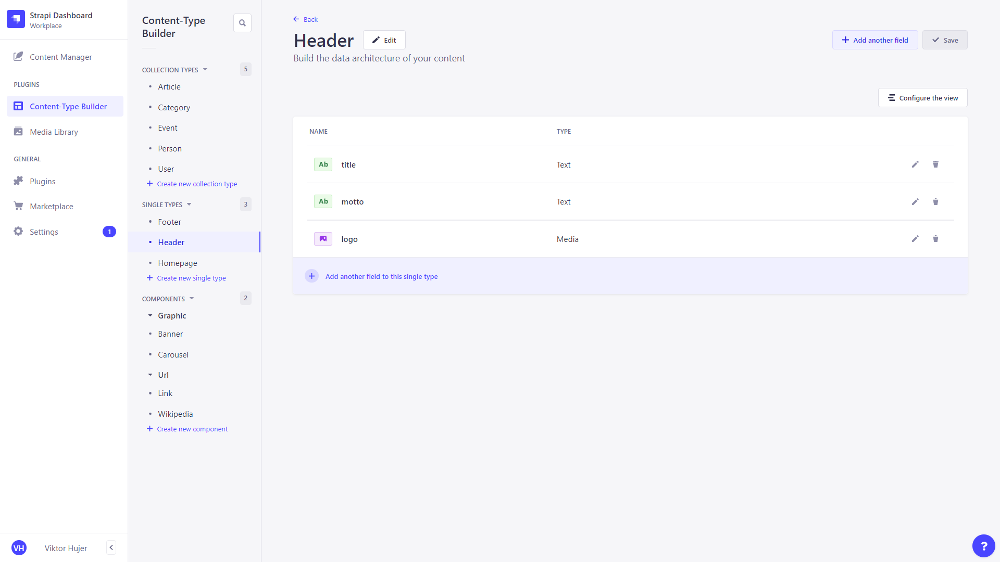 Strapi Dashboard
Workplace
Content Manager
PLUGINS
Content-Type Builder
Media Library
GENERAL
Plugins
Marketplace
Settings
1
VH
Viktor Hujer
Content-Type
Builder
COLLECTION TYPES
5
Article
Category
Event
Person
User
Create new collection type
SINGLE TYPES
3
Footer
Header
Homepage
Create new single type
COMPONENTS
2
Graphic
Banner
Carousel
Url
Link
Wikipedia
Create new component
Back
Header
Edit
Build the data architecture of your content
Add another field
Save
Configure the view
NAME
TYPE
Ab
title
Text
Ab
motto
Text
logo
Media
Add another field to this single type
?